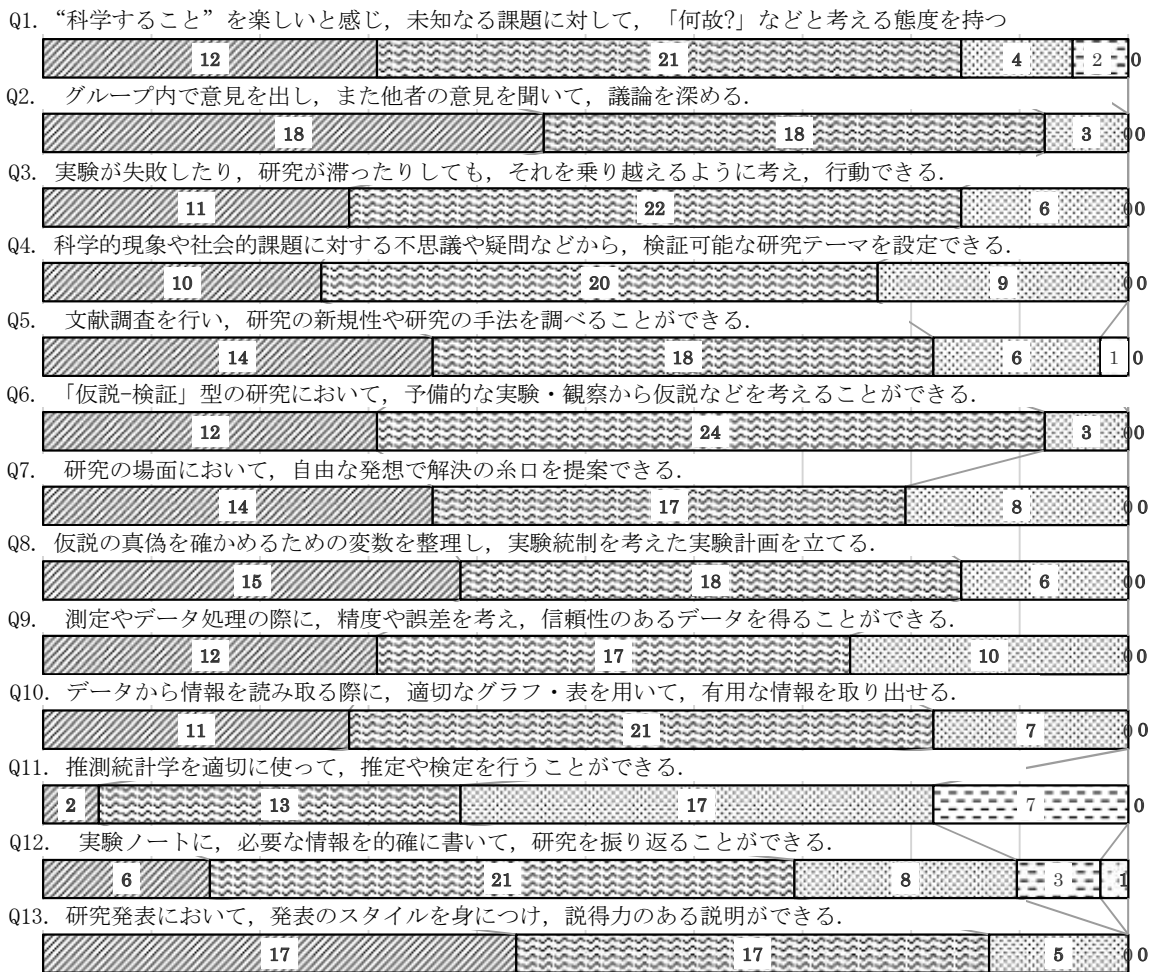 Q1. “科学すること”を楽しいと感じ，未知なる課題に対して，「何故?」などと考える態度を持つ
12 21 4 2 0
Q2. グループ内で意見を出し，また他者の意見を聞いて，議論を深める.
18 18 3 0 0
Q3. 実験が失敗したり，研究が滞ったりしても，それを乗り越えるように考え，行動できる.
11 22 6 0 0
Q4. 科学的現象や社会的課題に対する不思議や疑問などから，検証可能な研究テーマを設定できる.
10 20 9 0 0
Q5. 文献調査を行い，研究の新規性や研究の手法を調べることができる.
14 18 6 1 0
Q6. 「仮説-検証」型の研究において，予備的な実験・観察から仮説などを考えることができる.
12 24 3 0 0
Q7. 研究の場面において，自由な発想で解決の糸口を提案できる.
14 17 8 0 0
Q8. 仮説の真偽を確かめるための変数を整理し，実験統制を考えた実験計画を立てる.
15 18 6 0 0
Q9. 測定やデータ処理の際に，精度や誤差を考え，信頼性のあるデータを得ることができる.
12 17 10 0 0
Q10. データから情報を読み取る際に，適切なグラフ・表を用いて，有用な情報を取り出せる.
11 21 7 0 0
Q11. 推測統計学を適切に使って，推定や検定を行うことができる.
2 13 17 7 0
Q12. 実験ノートに，必要な情報を的確に書いて，研究を振り返ることができる.
6 21 8 3 1
Q13. 研究発表において，発表のスタイルを身につけ，説得力のある説明ができる.
17 17 5 0 0